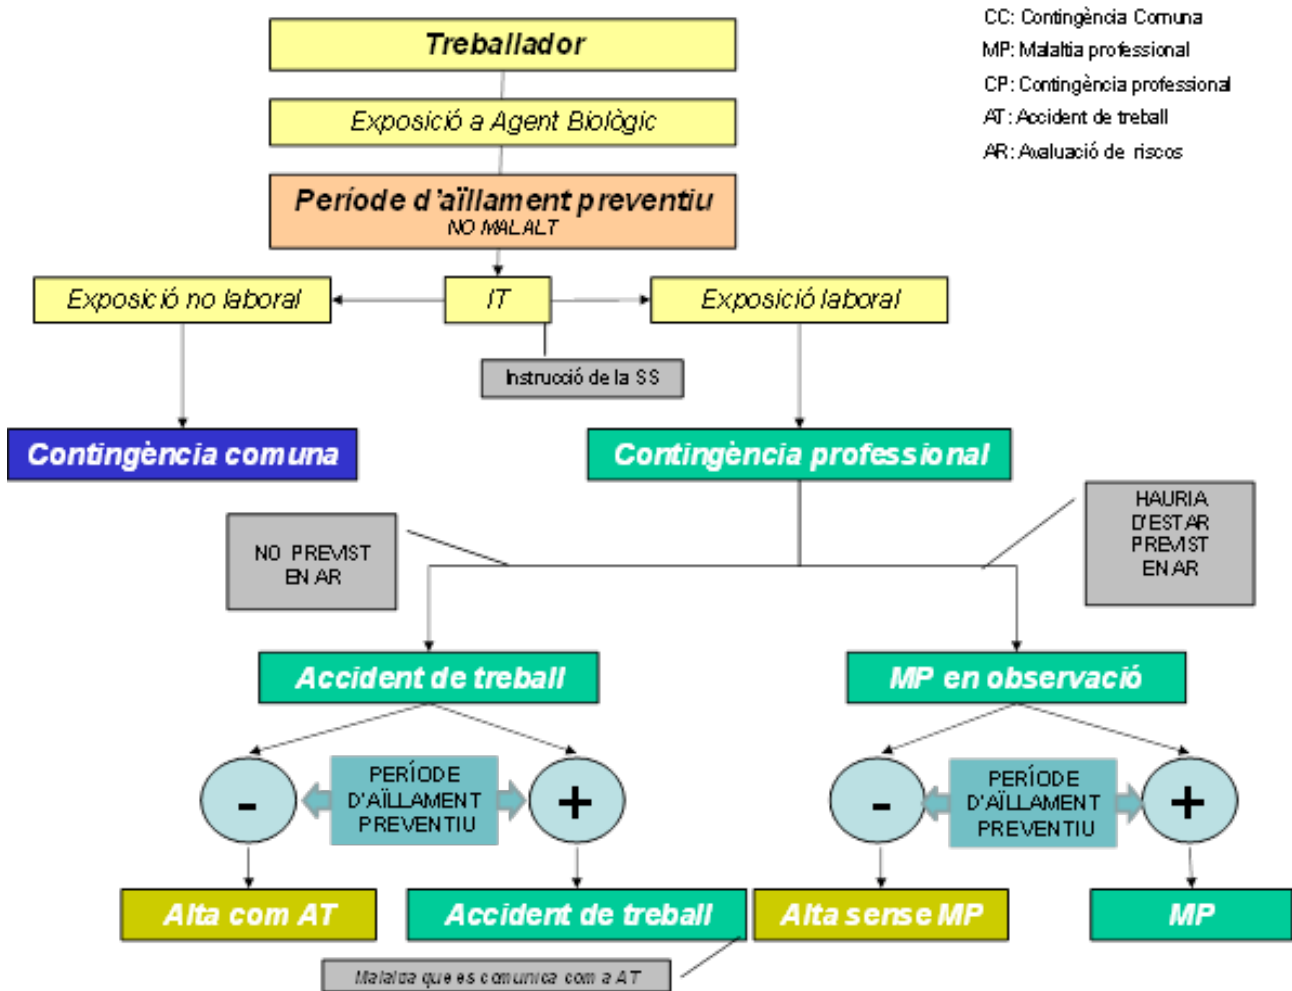 CC: Contingència Comuna
MP: Malaltia professional
CP: Contingència professional
AT: Accident de treball
AR: Avaluació de riscos
Treballador
Exposició a Agent Biològic
Període d'aïllament preventiu
NO MALALT
Exposició no laboral
IT
Exposició laboral
Instrucció de la SS
Contingència comuna
Contingència professional
NO PREVIST
EN AR
HAURIA
D'ESTAR
PREVIST
EN AR
Accident de treball
MP en observació
-
PERÍODE
D'AÏLLAMENT
PREVENTIU
+
-
PERÍODE
D'AÏLLAMENT
PREVENTIU
+
Alta com AT
Accident de treball
Alta sense MP
MP
Malaltia que es comunica com a AT